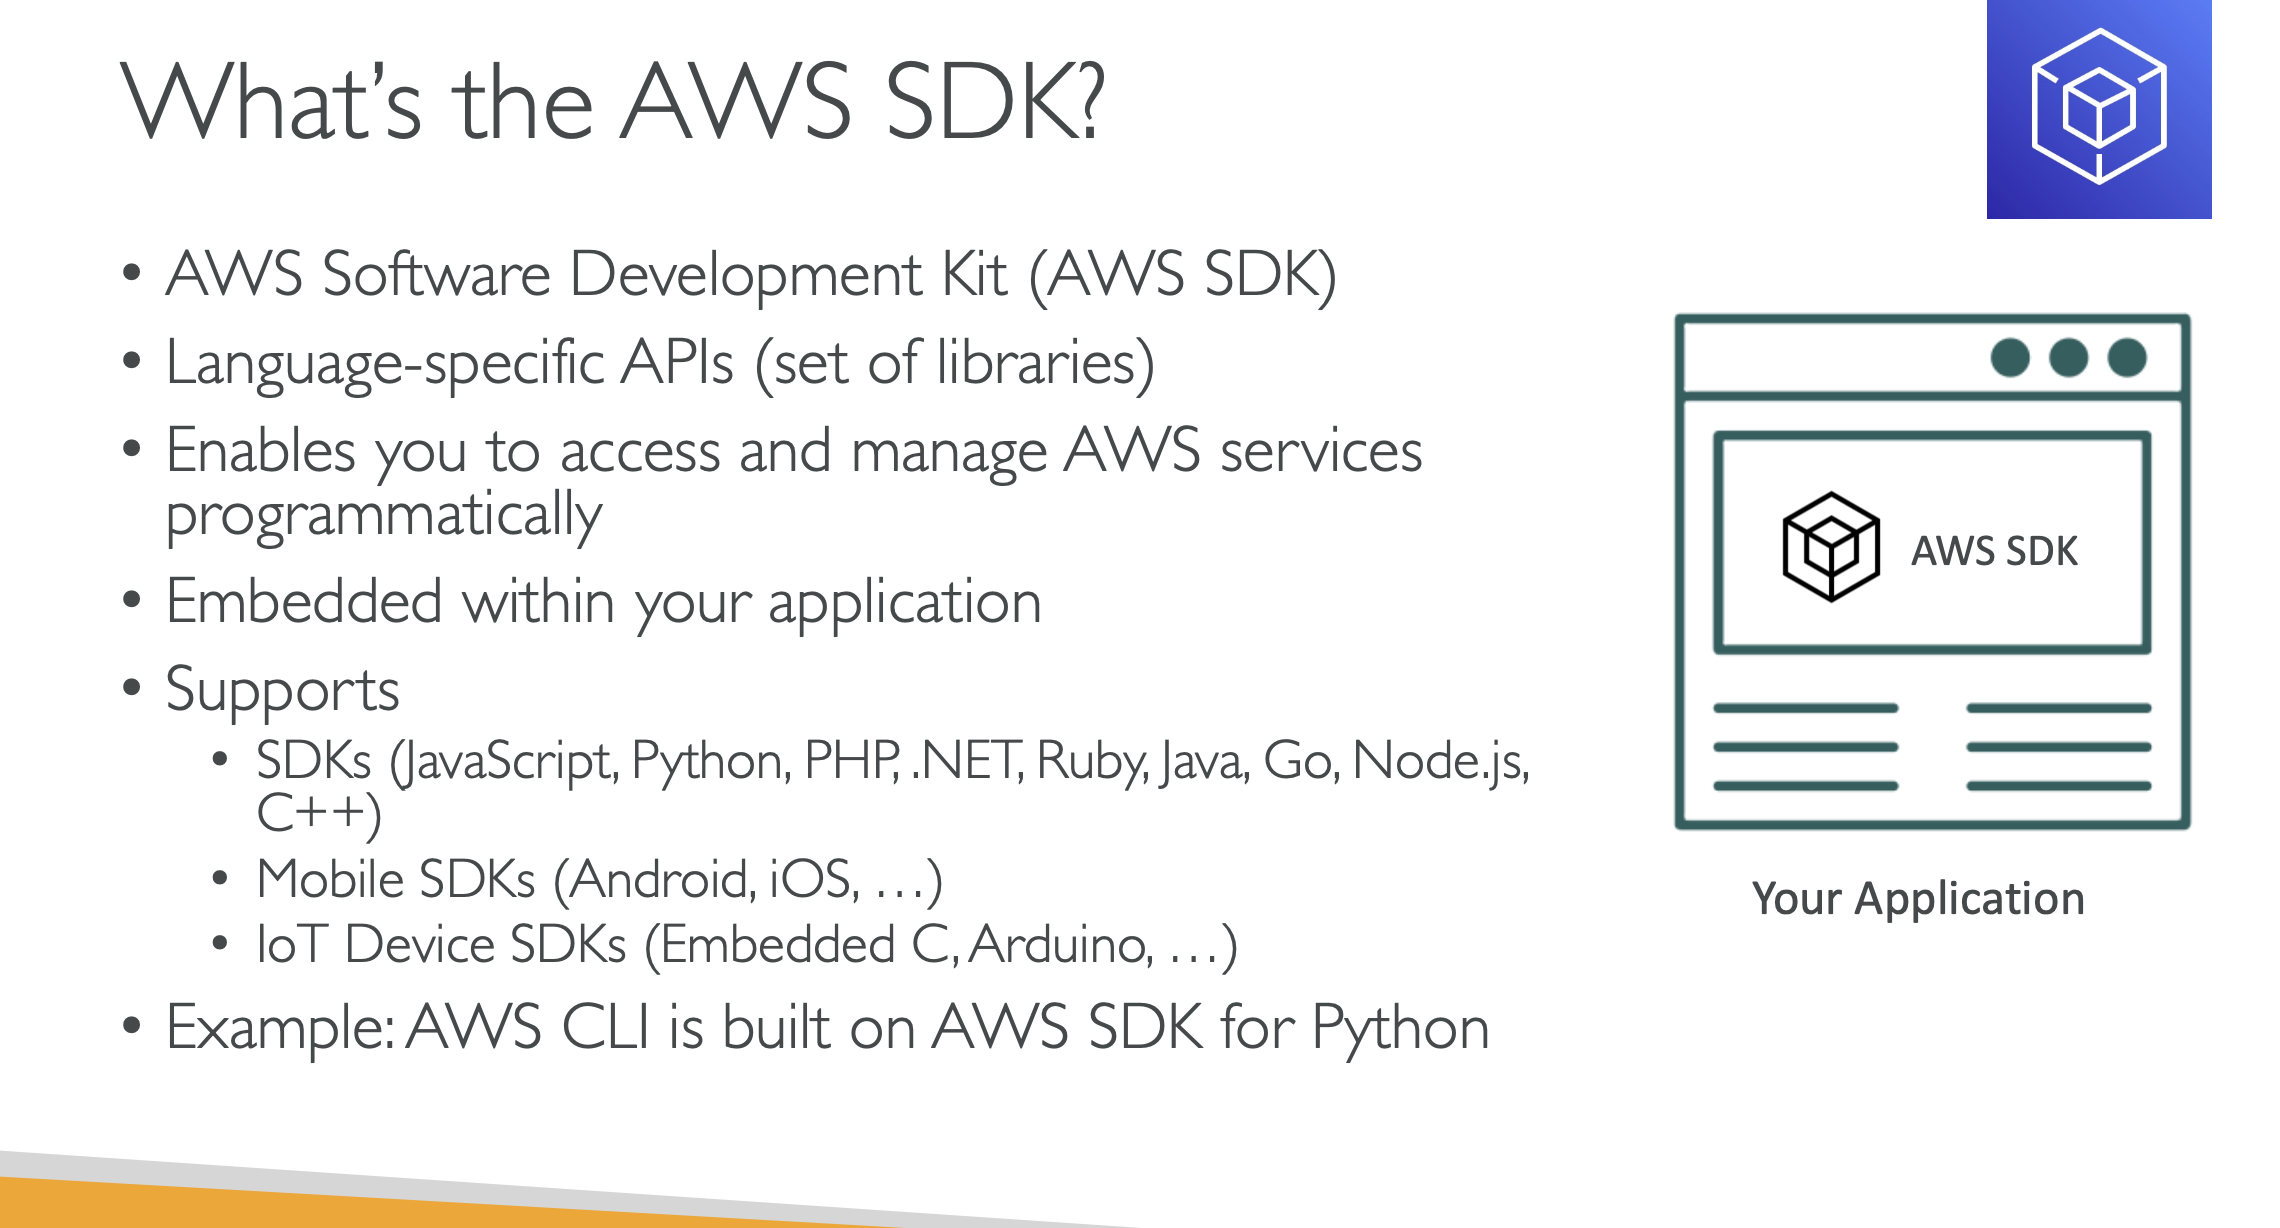 What’s the AWS SDK?
• AWS Software Development Kit (AWS SDK)
• Language-specific APIs (set of libraries)
• Enables you to access and manage AWS services
programmatically
• Embedded within your application
• Supports
• SDKs (JavaScript, Python, PHP, .NET, Ruby, Java, Go, Node.js,
C++)
• Mobile SDKs (Android, iOS, …)
• IoT Device SDKs (Embedded C, Arduino, …)
• Example: AWS CLI is built on AWS SDK for Python
AWS SDK
Your Application